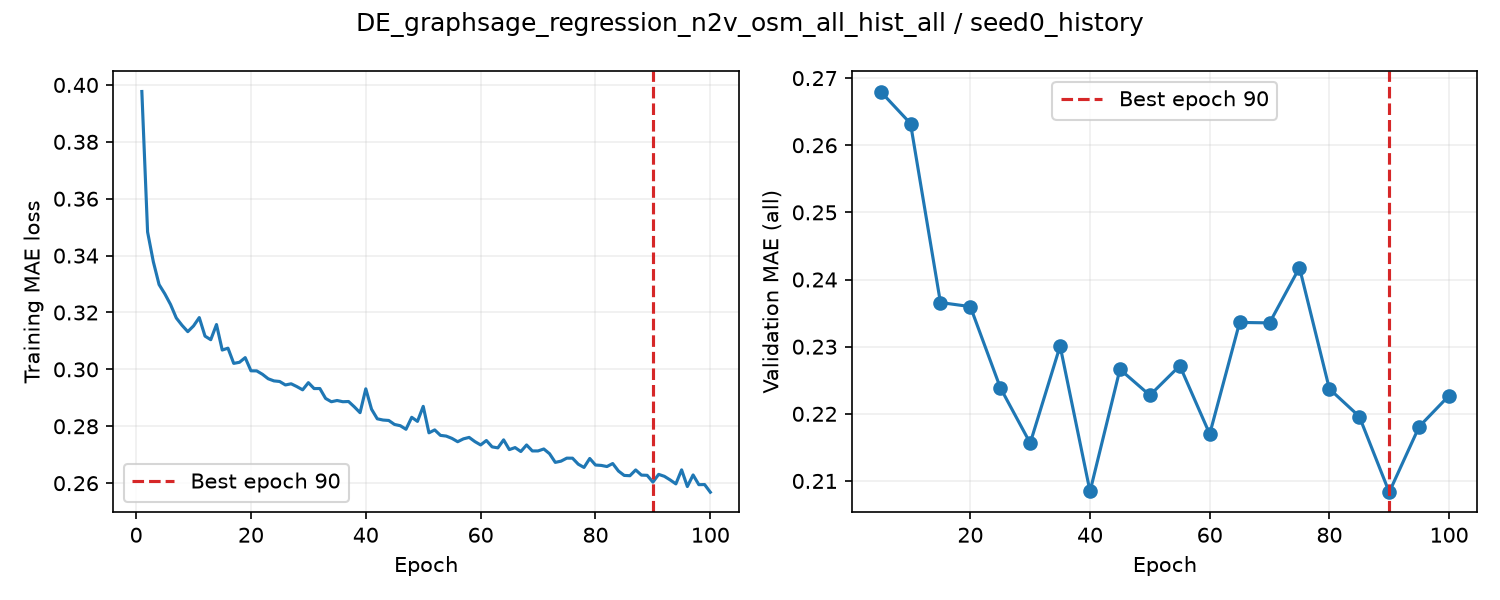 DE_graphsage_regression_n2v_osm_all_hist_all / seed0_history
Training MAE loss
0.40
0.38
0.36
0.34
0.32
0.30
0.28
0.26
Best epoch 90
0 20 40 60 80 100
Epoch
Validation MAE (all)
0.27
0.26
0.25
0.24
0.23
0.22
0.21
Best epoch 90
20 40 60 80 100
Epoch